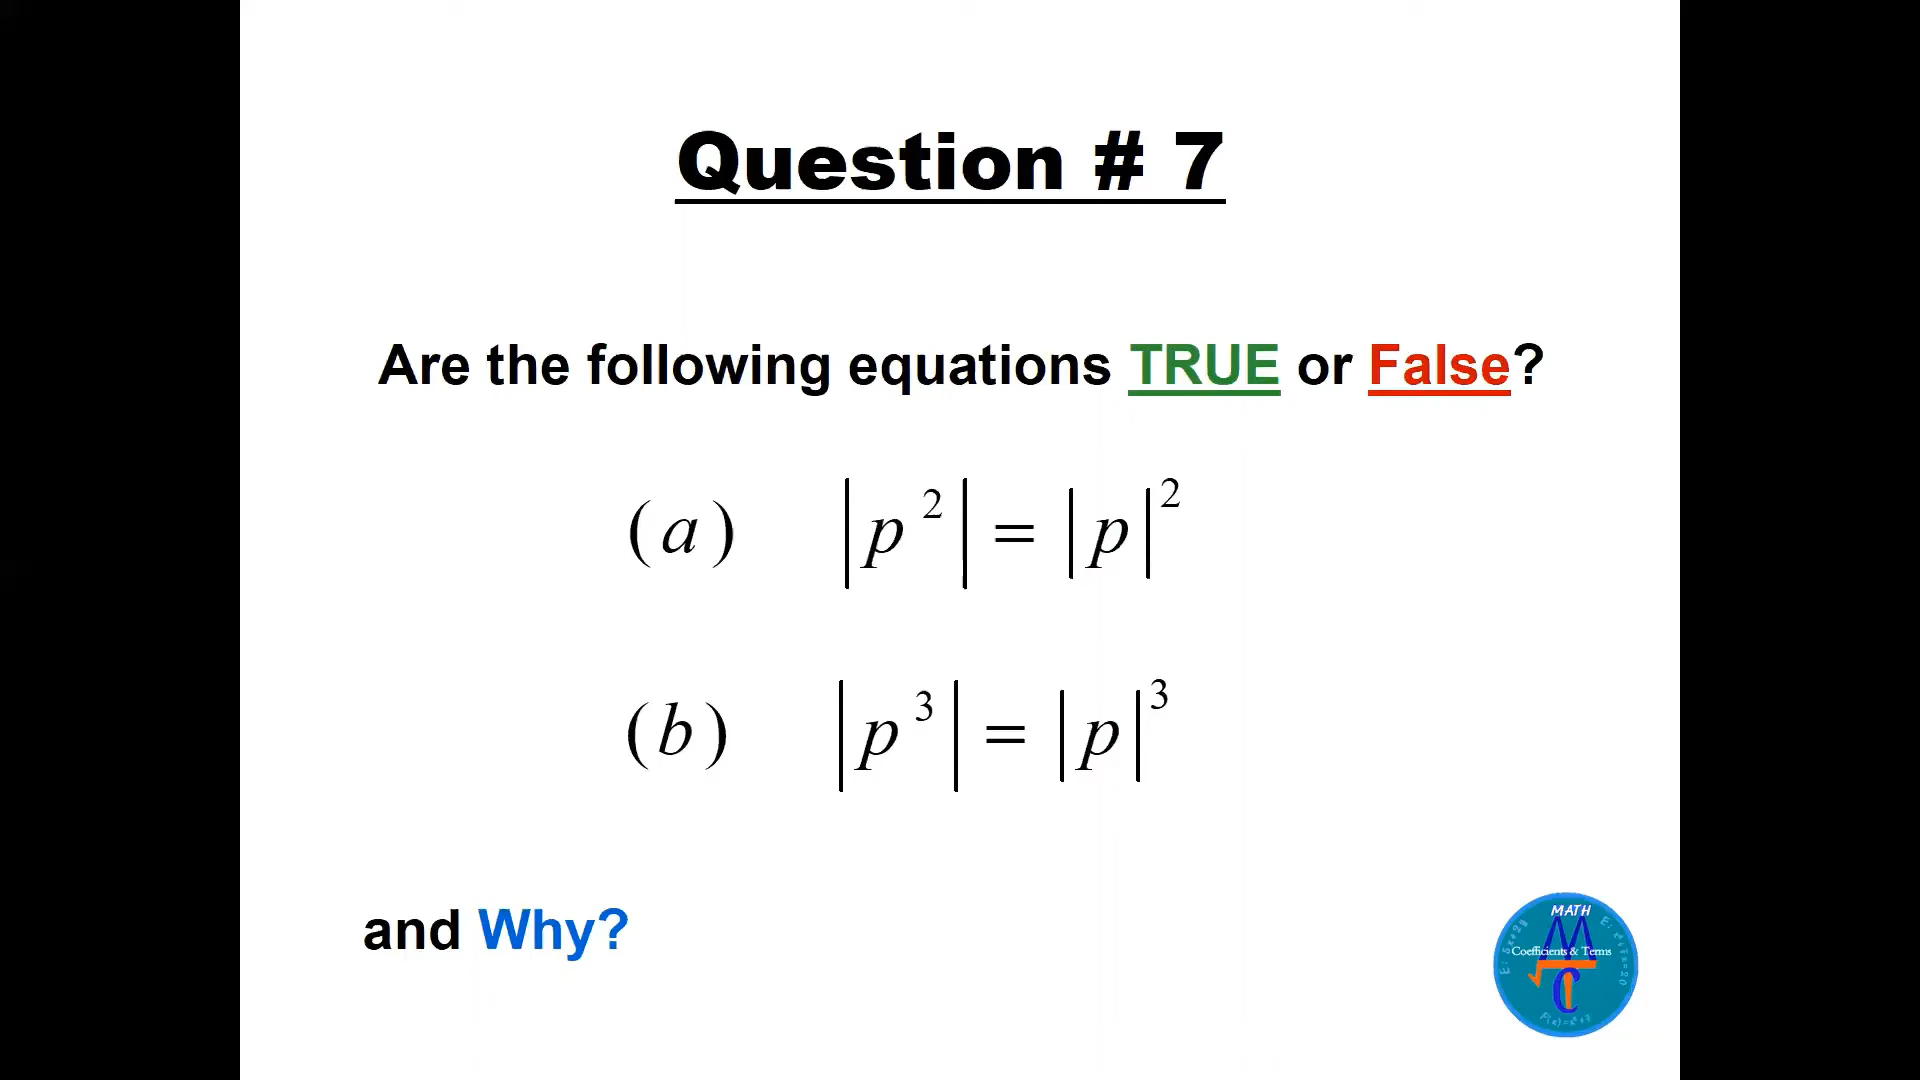 Question # 7
Are the following equations TRUE or False?
(a) |p²| = |p|²
(b) |p³| = |p|³
and Why?
MATH
Coefficients & Terms